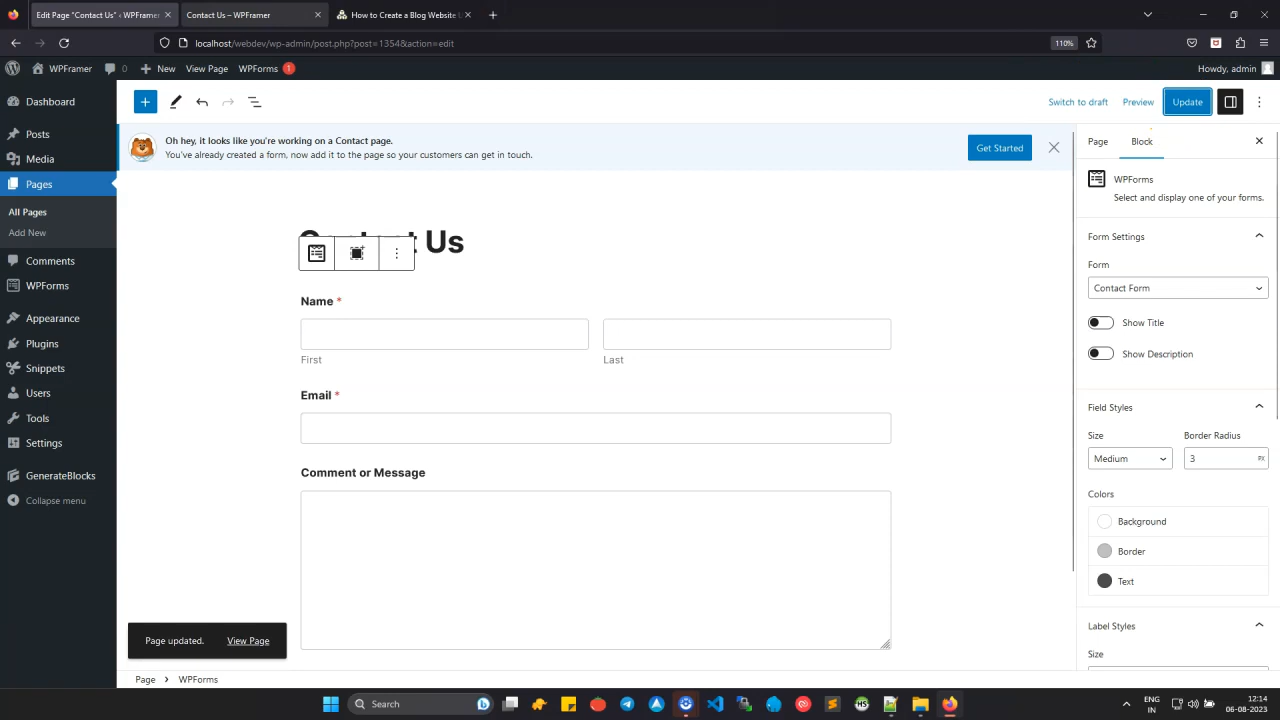 Edit Page "Contact Us" ‹ WPFramer
Contact Us – WPFramer
How to Create a Blog Website
localhost/webdev/wp-admin/post.php?post=1354&action=edit
110%
WPFramer
0
New
View Page
WPForms
1
Howdy, admin
Dashboard
Posts
Media
Pages
All Pages
Add New
Comments
WPForms
Appearance
Plugins
Snippets
Users
Tools
Settings
GenerateBlocks
Collapse menu
Switch to draft
Preview
Update
Oh hey, it looks like you're working on a Contact page.
You've already created a form, now add it to the page so your customers can get in touch.
Get Started
Us
Name *
First
Last
Email *
Comment or Message
Page updated.
View Page
Page
WPForms
Page
Block
WPForms
Select and display one of your forms.
Form Settings
Form
Contact Form
Show Title
Show Description
Field Styles
Size
Border Radius
Medium
3
PX
Colors
Background
Border
Text
Label Styles
Size
Search
HS
ENG
IN
12:14
06-08-2023